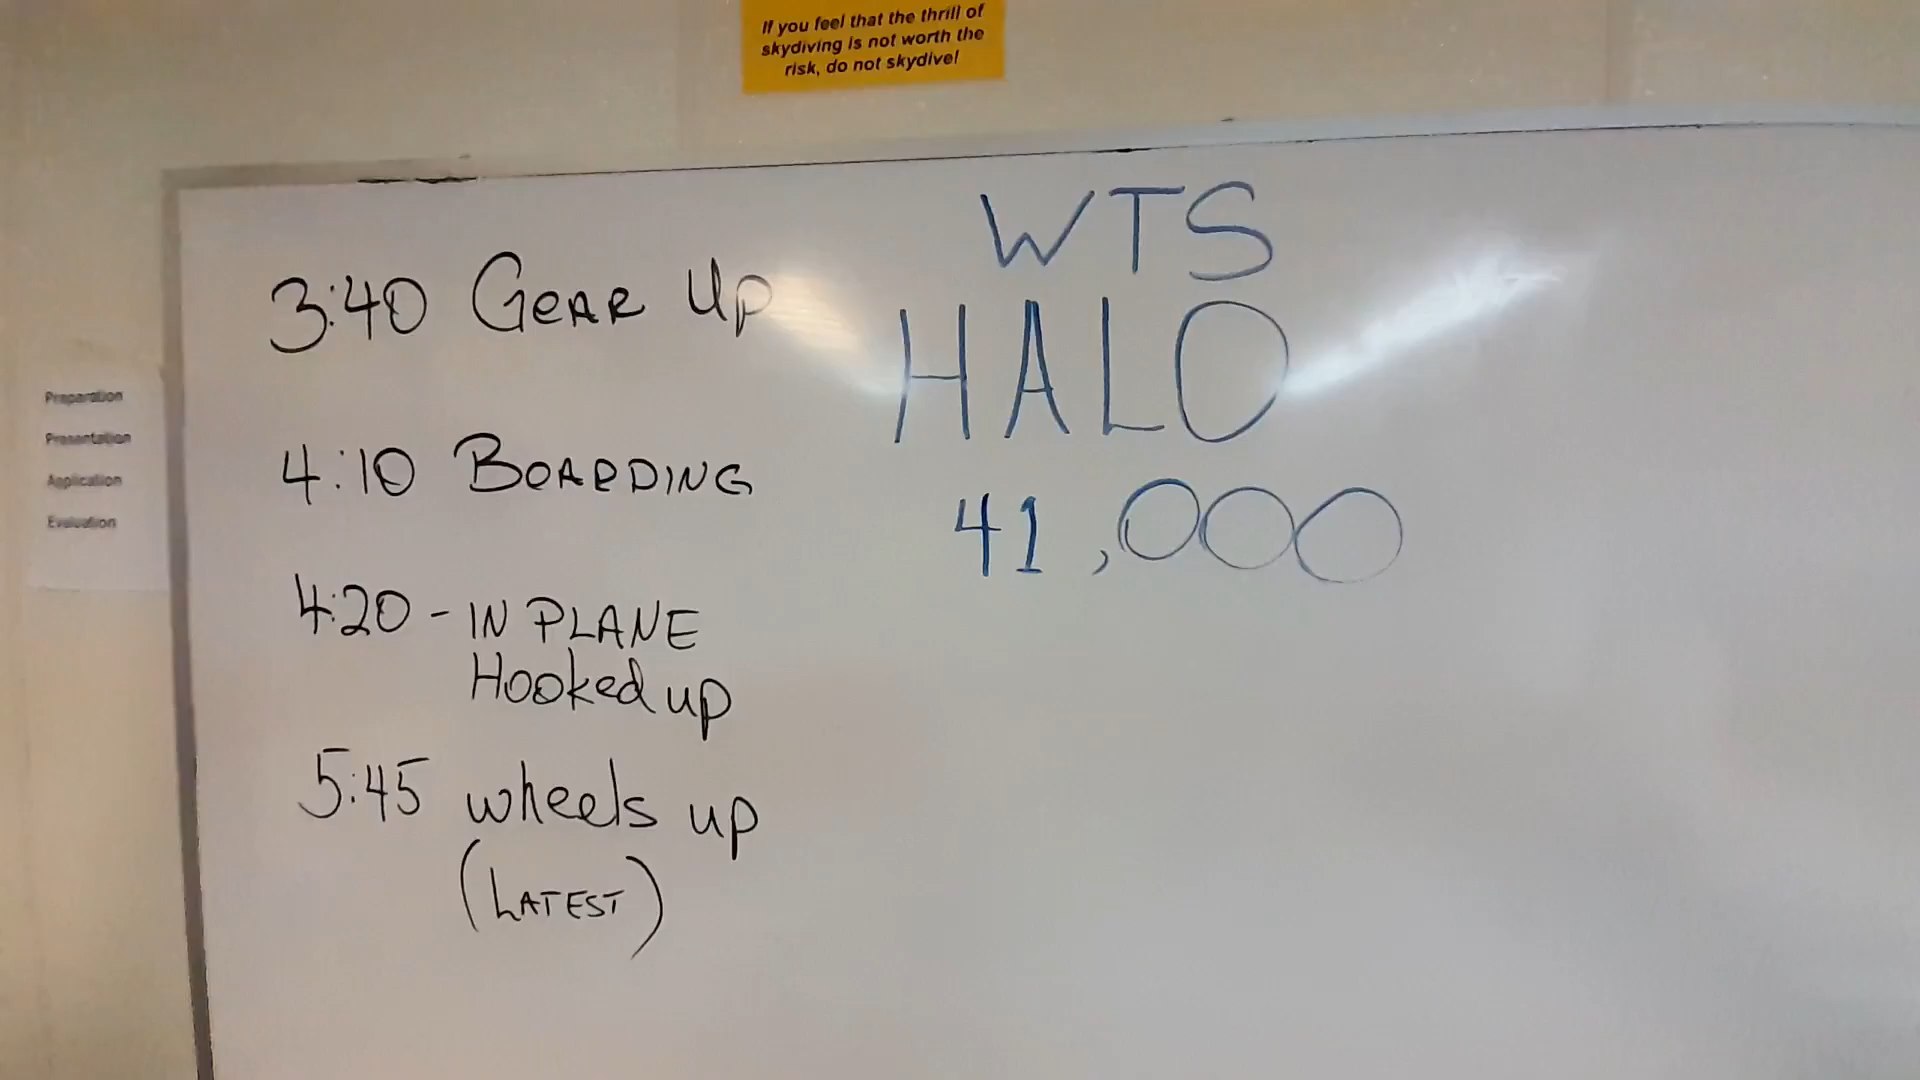 If you feel that the thrill of
skydiving is not worth the
risk, do not skydive!
WTS
HALO
41,000
3:40 Gear Up
4:10 Boarding
4:20 - IN PLANE
Hooked up
5:45 wheels up
(LATEST)
Preparation
Presentation
Application
Evaluation